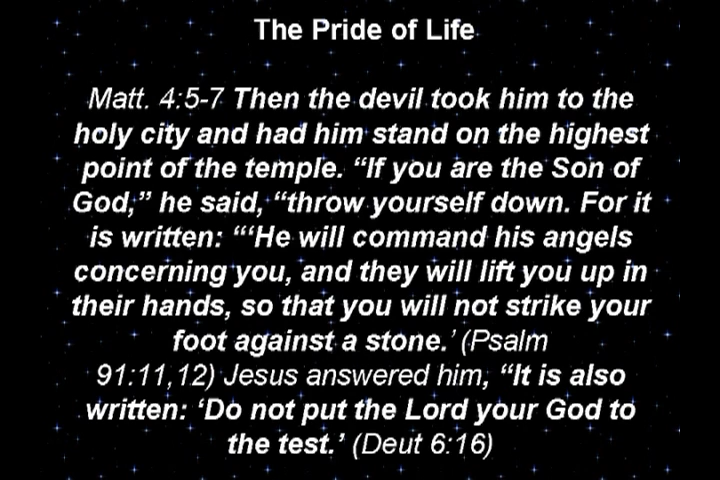 The Pride of Life
Matt. 4:5-7 Then the devil took him to the
holy city and had him stand on the highest
point of the temple. “If you are the Son of
God,” he said, “throw yourself down. For it
is written: “‘He will command his angels
concerning you, and they will lift you up in
their hands, so that you will not strike your
foot against a stone.’ (Psalm
91:11,12) Jesus answered him, “It is also
written: ‘Do not put the Lord your God to
the test.’ (Deut 6:16)